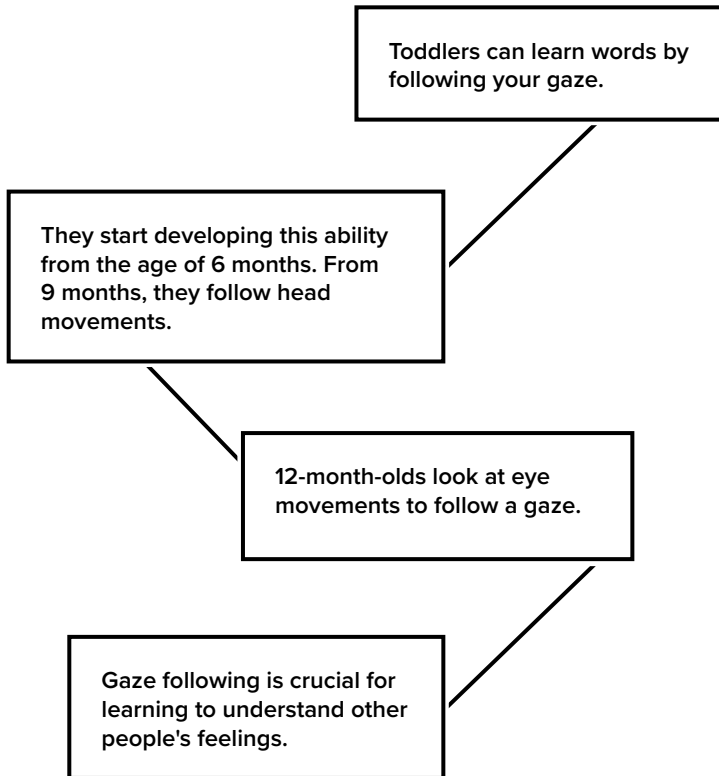 Toddlers can learn words by
following your gaze.
They start developing this ability
from the age of 6 months. From
9 months, they follow head
movements.
12-month-olds look at eye
movements to follow a gaze.
Gaze following is crucial for
learning to understand other
people's feelings.